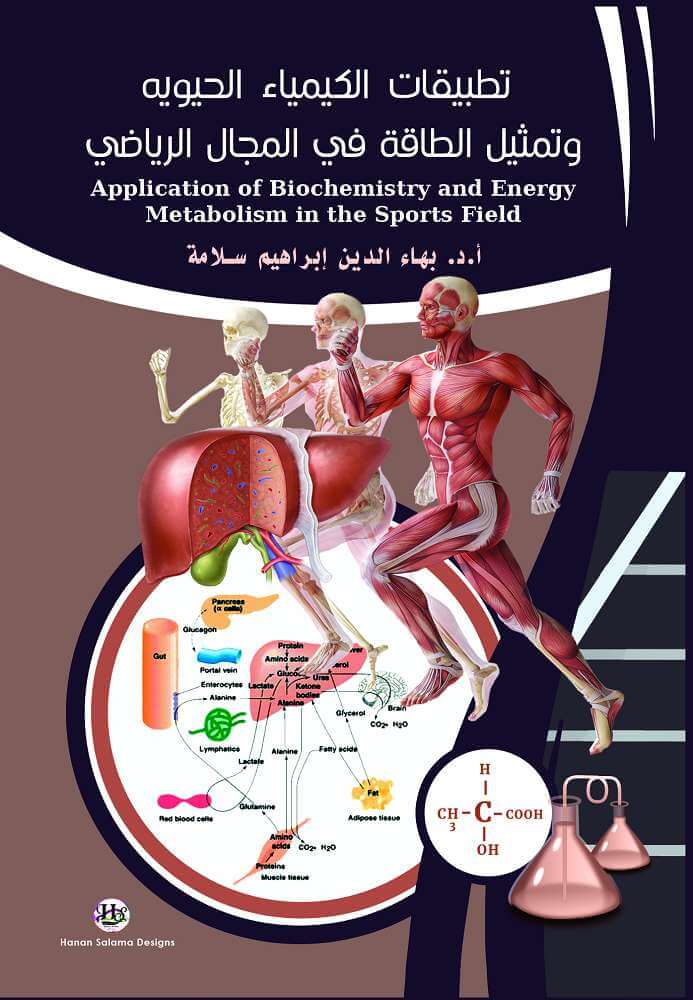 تطبيقات الكيمياء الحيويه
وتمثيل الطاقة في المجال الرياضي
Application of Biochemistry and Energy
Metabolism in the Sports Field
أ.د. بهاء الدين إبراهيم سلامة
Pancreas
(α cells)
Glucagon
Gut
Portal vein
Enterocytes
Alanine
Lymphatics
Lactate
Red blood cells
Glutamine
Protein
Amino acids
Lactate
Urea
Ketone
bodies
Alanine
Glycerol
Brain
CO2+ H2O
Alanine
Fatty acids
Fat
Adipose tissue
Amino
acids
CO2+ H2O
Proteins
Muscle tissue
H
CH3 - C - COOH
OH
HS
Hanan Salama Designs